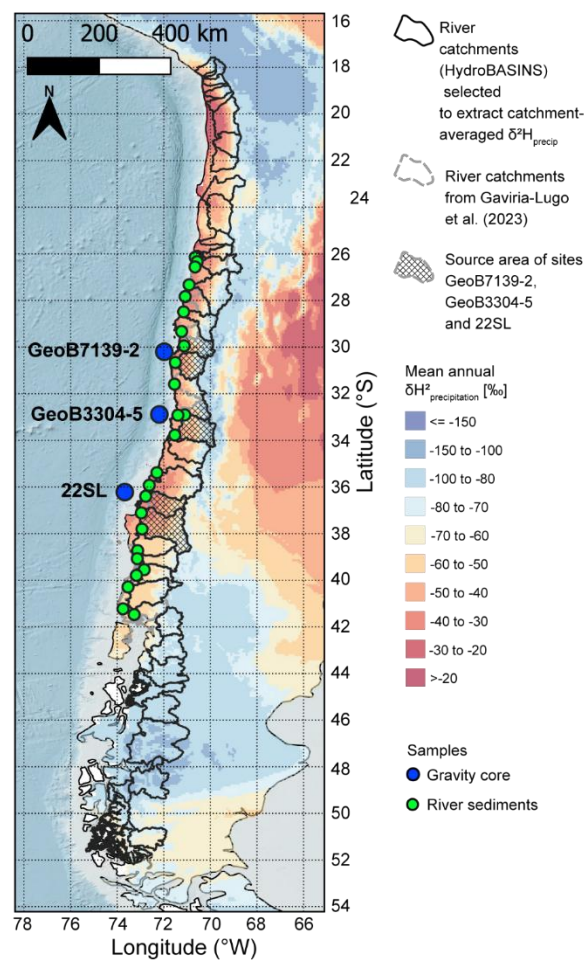 0 200 400 km
N
GeoB7139-2
GeoB3304-5
22SL
16
18
20
22
24
26
28
30
32
34
36
38
40
42
44
46
48
50
52
54
Latitude (°S)
78 76 74 72 70 68 66
Longitude (°W)
River
catchments
(HydroBASINS)
selected
to extract catchment-
averaged δ²Hprecip
River catchments
from Gaviria-Lugo
et al. (2023)
Source area of sites
GeoB7139-2,
GeoB3304-5
and 22SL
Mean annual
δH²precipitation [‰]
<= -150
-150 to -100
-100 to -80
-80 to -70
-70 to -60
-60 to -50
-50 to -40
-40 to -30
-30 to -20
>-20
Samples
Gravity core
River sediments